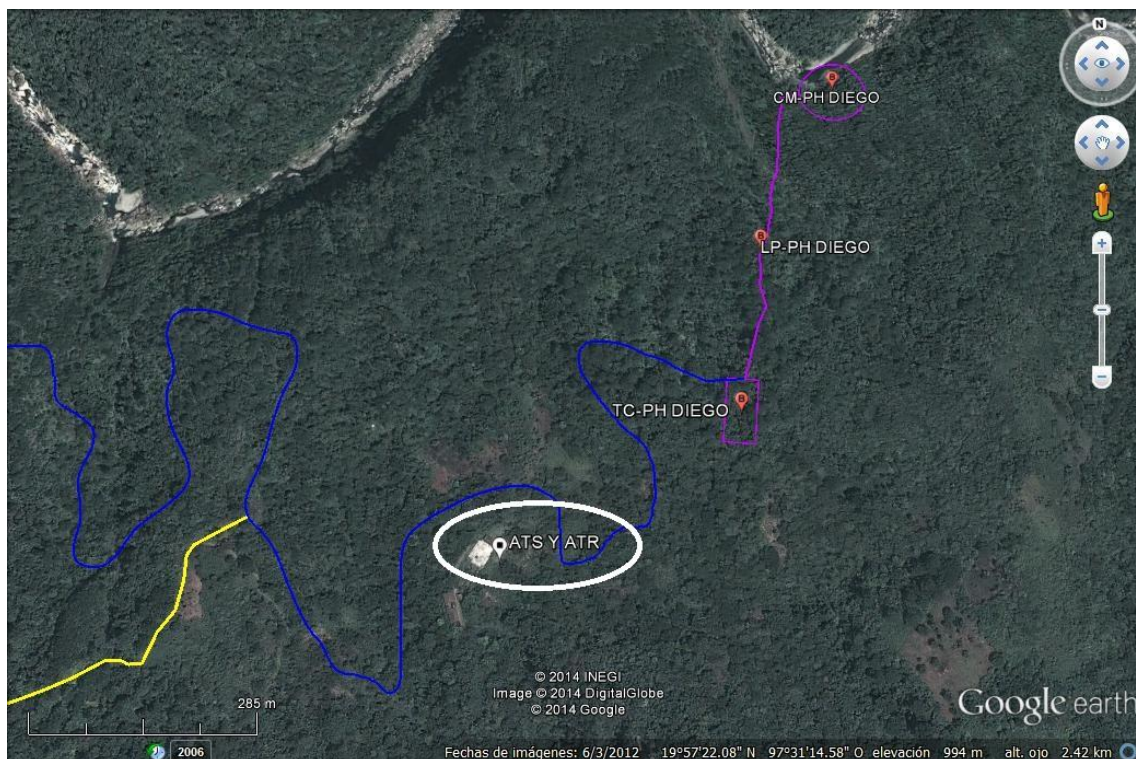 N
CM-PH DIEGO
LP-PH DIEGO
TC-PH DIEGO
ATS Y ATR
285 m
© 2014 INEGI
Image © 2014 DigitalGlobe
© 2014 Google
Google earth
2006
Fechas de imágenes: 6/3/2012 19°57'22.08" N 97°31'14.58" O elevación 994 m alt. ojo 2.42 km